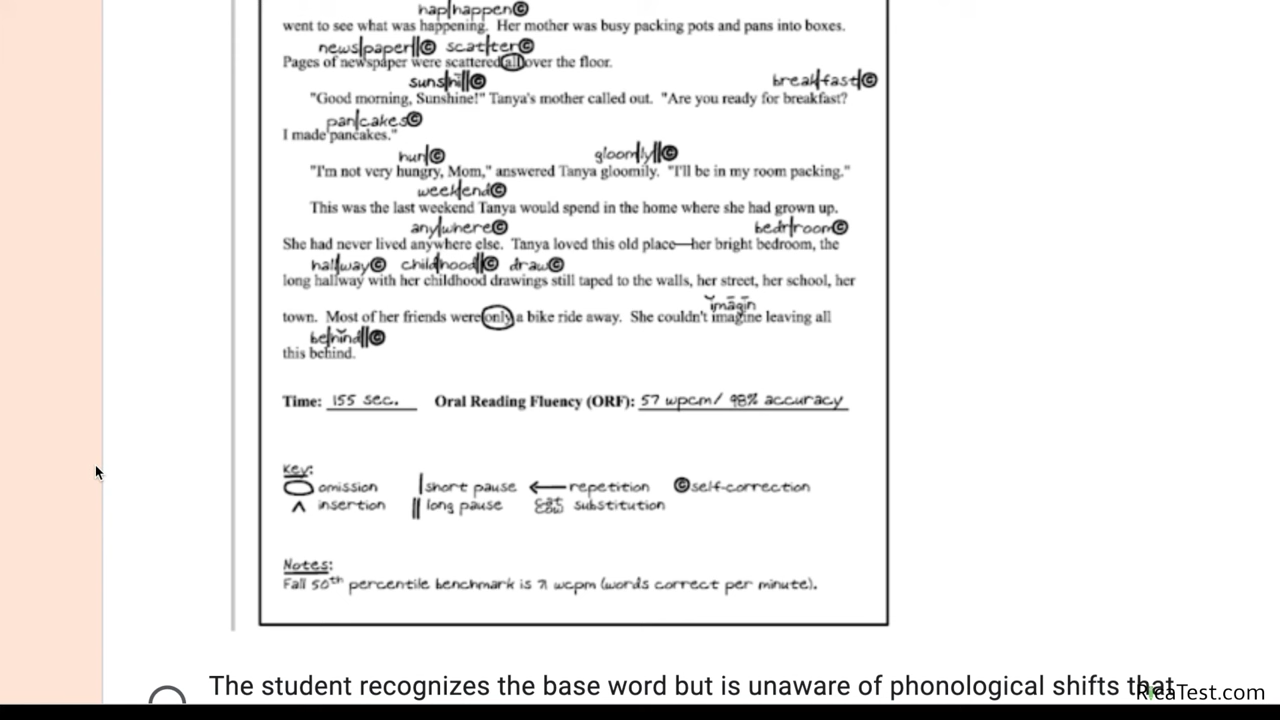 hap|happen©
went to see what was happening. Her mother was busy packing pots and pans into boxes.
news|paper||© scat|ter©
Pages of newspaper were scattered all over the floor.
suns|hī||© break|fast|©
"Good morning, Sunshine!" Tanya's mother called out. "Are you ready for breakfast?
pan|cakes©
I made pancakes."
hun|© gloom|ly||©
"I'm not very hungry, Mom," answered Tanya gloomily. "I'll be in my room packing."
week|end©
This was the last weekend Tanya would spend in the home where she had grown up.
any|where© bed|room©
She had never lived anywhere else. Tanya loved this old place—her bright bedroom, the
hall|way© child|hood||© draw©
long hallway with her childhood drawings still taped to the walls, her street, her school, her
ĭmāgīn
town. Most of her friends were only a bike ride away. She couldn't imagine leaving all
be|hĭnd||©
this behind.
Time: 155 sec. Oral Reading Fluency (ORF): 57 wpcm/ 98% accuracy
Key:
omission | short pause ← repetition © self-correction
^ insertion || long pause substitution
Notes:
Fall 50th percentile benchmark is 71 wcpm (words correct per minute).
The student recognizes the base word but is unaware of phonological shifts that
RicaTest.com